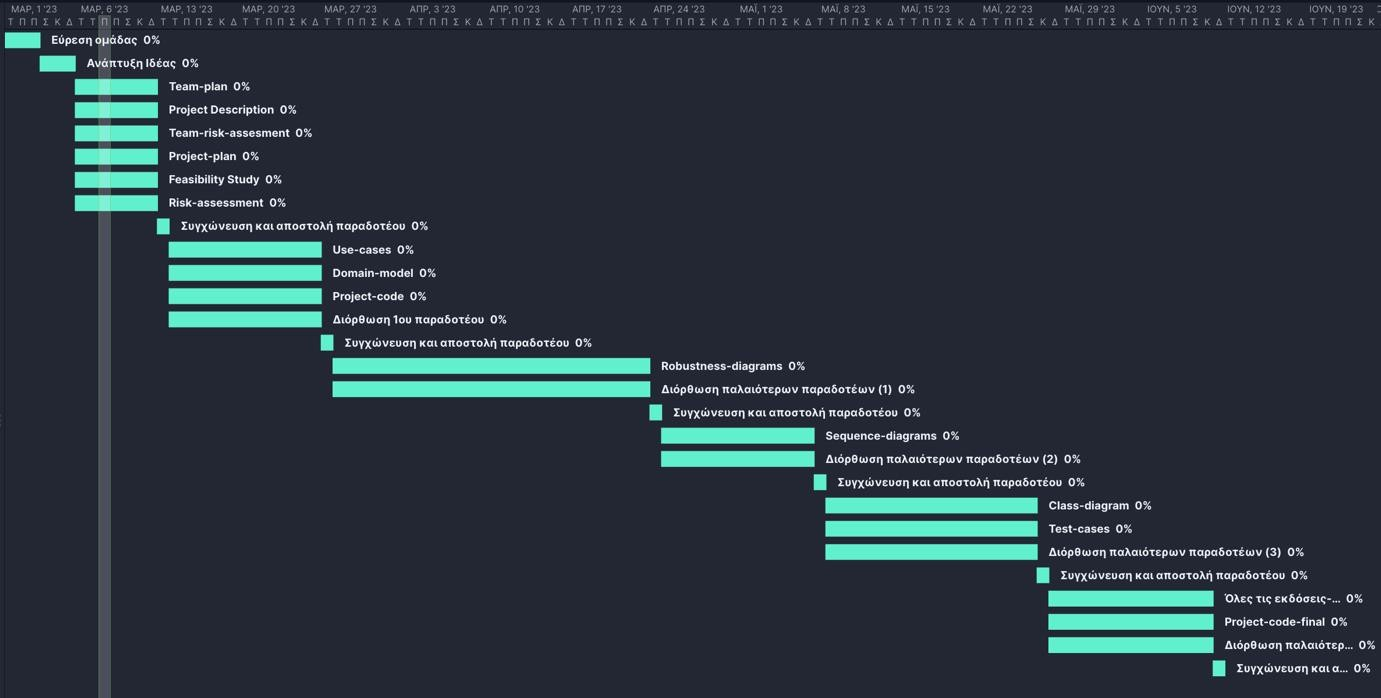 ΜΑΡ, 1 '23 ΜΑΡ, 6 '23 ΜΑΡ, 13 '23 ΜΑΡ, 20 '23 ΜΑΡ, 27 '23 ΑΠΡ, 3 '23 ΑΠΡ, 10 '23 ΑΠΡ, 17 '23 ΑΠΡ, 24 '23 ΜΑΪ, 1 '23 ΜΑΪ, 8 '23 ΜΑΪ, 15 '23 ΜΑΪ, 22 '23 ΜΑΪ, 29 '23 ΙΟΥΝ, 5 '23 ΙΟΥΝ, 12 '23 ΙΟΥΝ, 19 '23
Τ Π Π Σ Κ Δ Τ Τ Π Π Σ Κ Δ Τ Τ Π Π Σ Κ Δ Τ Τ Π Π Σ Κ Δ Τ Τ Π Π Σ Κ Δ Τ Τ Π Π Σ Κ Δ Τ Τ Π Π Σ Κ Δ Τ Τ Π Π Σ Κ Δ Τ Τ Π Π Σ Κ Δ Τ Τ Π Π Σ Κ Δ Τ Τ Π Π Σ Κ Δ Τ Τ Π Π Σ Κ Δ Τ Τ Π Π Σ Κ Δ Τ Τ Π Π Σ Κ Δ Τ Τ Π Π Σ Κ Δ Τ Τ Π Π Σ Κ Δ Τ Τ Π Π Σ Κ
Εύρεση ομάδας 0%
Ανάπτυξη Ιδέας 0%
Team-plan 0%
Project Description 0%
Team-risk-assesment 0%
Project-plan 0%
Feasibility Study 0%
Risk-assessment 0%
Συγχώνευση και αποστολή παραδοτέου 0%
Use-cases 0%
Domain-model 0%
Project-code 0%
Διόρθωση 1ου παραδοτέου 0%
Συγχώνευση και αποστολή παραδοτέου 0%
Robustness-diagrams 0%
Διόρθωση παλαιότερων παραδοτέων (1) 0%
Συγχώνευση και αποστολή παραδοτέου 0%
Sequence-diagrams 0%
Διόρθωση παλαιότερων παραδοτέων (2) 0%
Συγχώνευση και αποστολή παραδοτέου 0%
Class-diagram 0%
Test-cases 0%
Διόρθωση παλαιότερων παραδοτέων (3) 0%
Συγχώνευση και αποστολή παραδοτέου 0%
Όλες τις εκδόσεις-... 0%
Project-code-final 0%
Διόρθωση παλαιότερ... 0%
Συγχώνευση και α... 0%